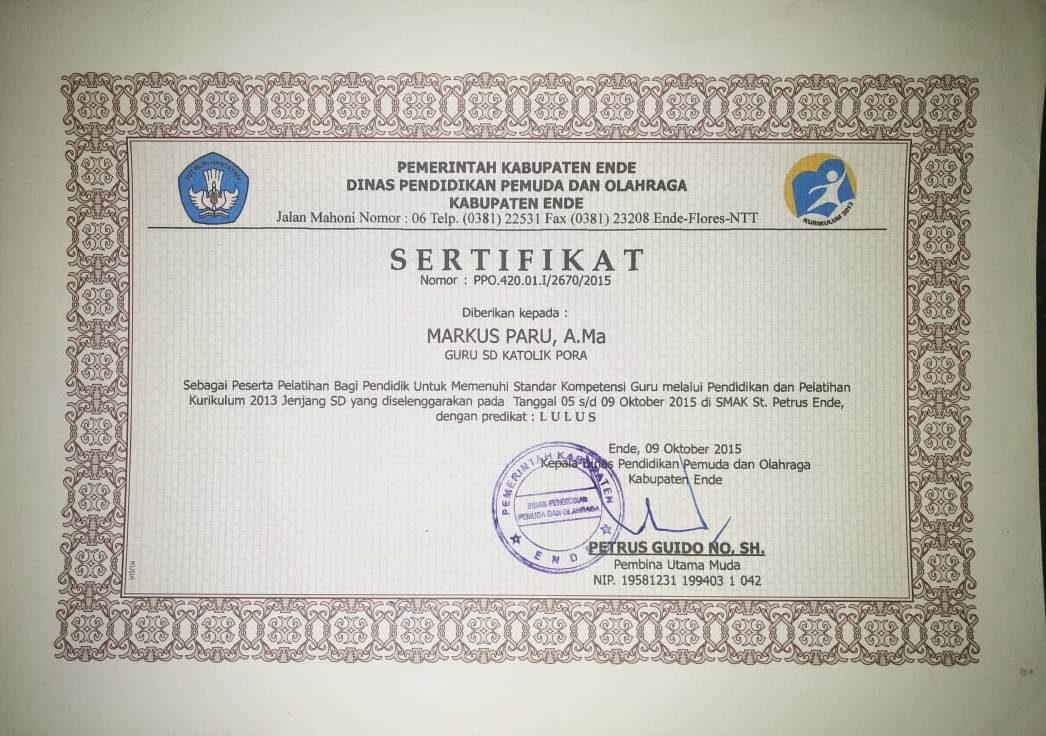 TUT WURI HANDAYANI
KURIKULUM 2013
PEMERINTAH KABUPATEN ENDE
DINAS PENDIDIKAN PEMUDA DAN OLAHRAGA
KABUPATEN ENDE
Jalan Mahoni Nomor : 06 Telp. (0381) 22531 Fax (0381) 23208 Ende-Flores-NTT
SERTIFIKAT
Nomor : PPO.420.01.I/2670/2015
Diberikan kepada :
MARKUS PARU, A.Ma
GURU SD KATOLIK PORA
Sebagai Peserta Pelatihan Bagi Pendidik Untuk Memenuhi Standar Kompetensi Guru melalui Pendidikan dan Pelatihan
Kurikulum 2013 Jenjang SD yang diselenggarakan pada Tanggal 05 s/d 09 Oktober 2015 di SMAK St. Petrus Ende,
dengan predikat : L U L U S
Ende, 09 Oktober 2015
Kepala Dinas Pendidikan Pemuda dan Olahraga
Kabupaten Ende
PEMERINTAH KABUPATEN
DINAS PENDIDIKAN
PEMUDA DAN OLAHRAGA
ENDE
PETRUS GUIDO NO, SH.
Pembina Utama Muda
NIP. 19581231 199403 1 042
KUDA